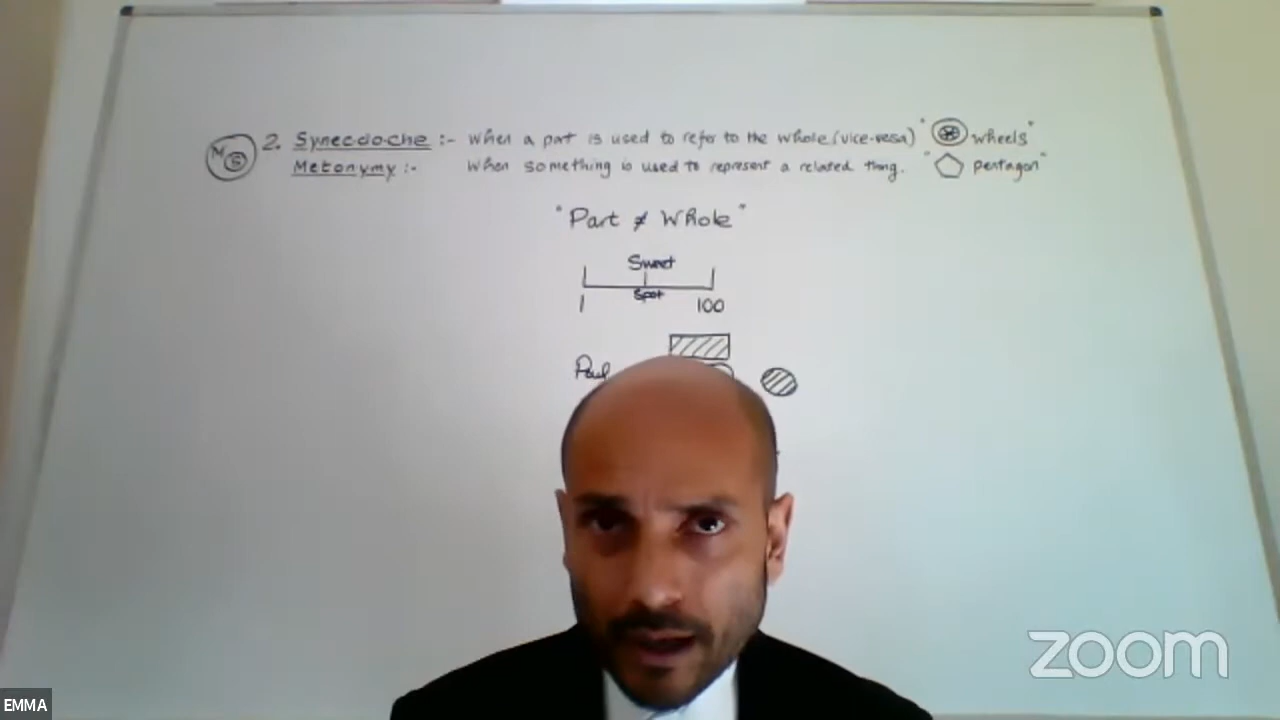 M S
2. Synecdoche :- When a part is used to refer to the whole (vice-vesa) " wheels"
Metonymy :- When something is used to represent a related thing. " pentagon"
"Part ≠ Whole"
Sweet
Spot
1 100
Paul
zoom
EMMA